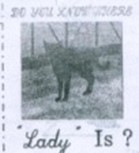 DO YOU KNOW WHERE
"Lady" Is ?